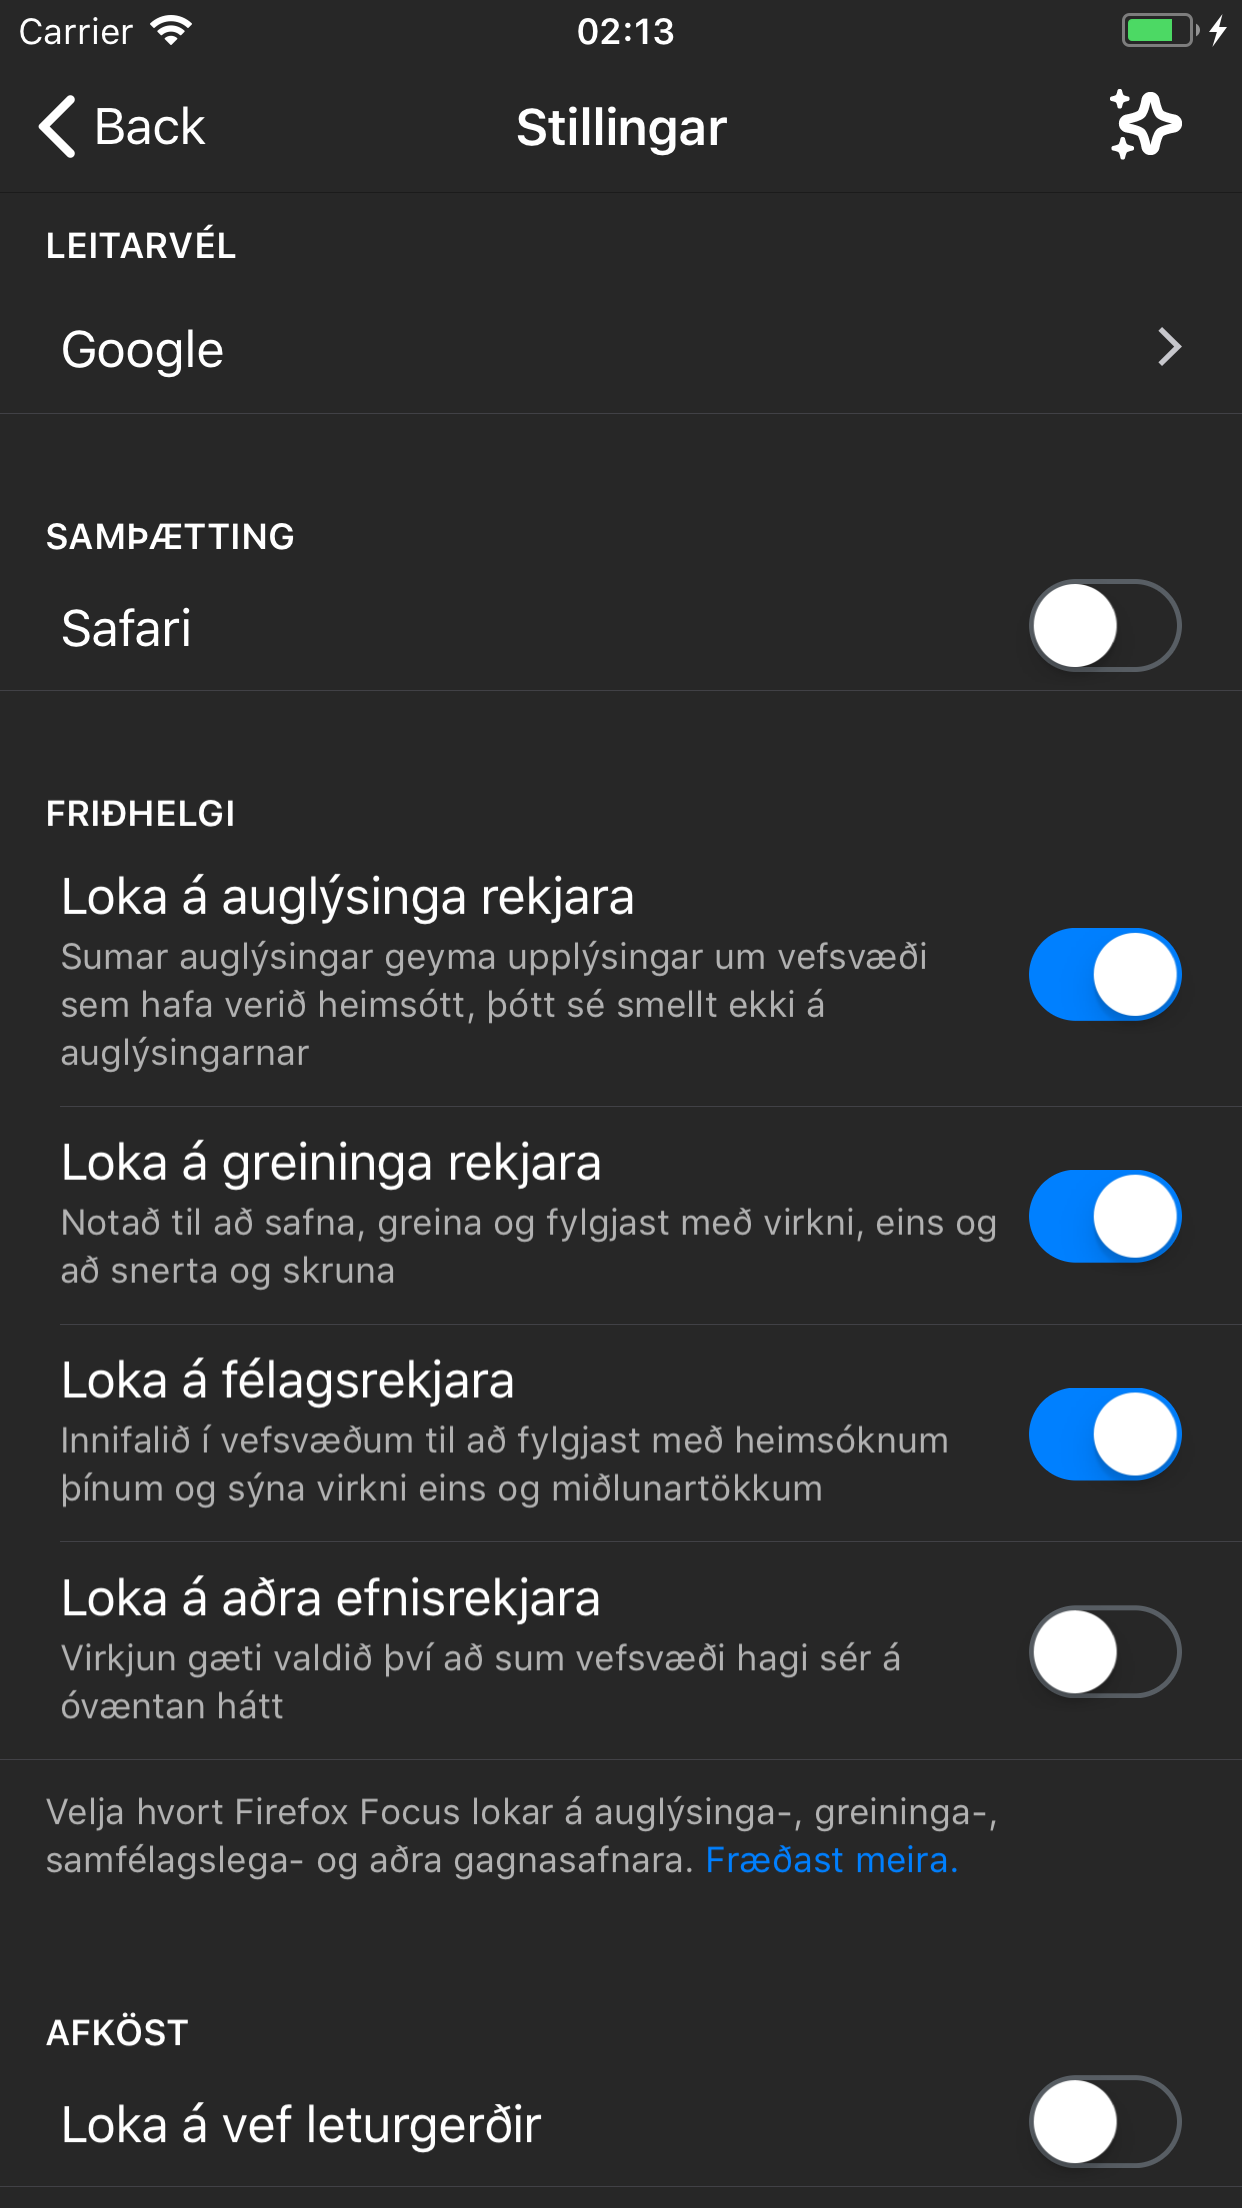 Carrier 02:13
Back Stillingar
LEITARVÉL
Google
SAMÞÆTTING
Safari
FRIÐHELGI
Loka á auglýsinga rekjara
Sumar auglýsingar geyma upplýsingar um vefsvæði
sem hafa verið heimsótt, þótt sé smellt ekki á
auglýsingarnar
Loka á greininga rekjara
Notað til að safna, greina og fylgjast með virkni, eins og
að snerta og skruna
Loka á félagsrekjara
Innifalið í vefsvæðum til að fylgjast með heimsóknum
þínum og sýna virkni eins og miðlunartökkum
Loka á aðra efnisrekjara
Virkjun gæti valdið því að sum vefsvæði hagi sér á
óvæntan hátt
Velja hvort Firefox Focus lokar á auglýsinga-, greininga-,
samfélagslega- og aðra gagnasafnara. Fræðast meira.
AFKÖST
Loka á vef leturgerðir